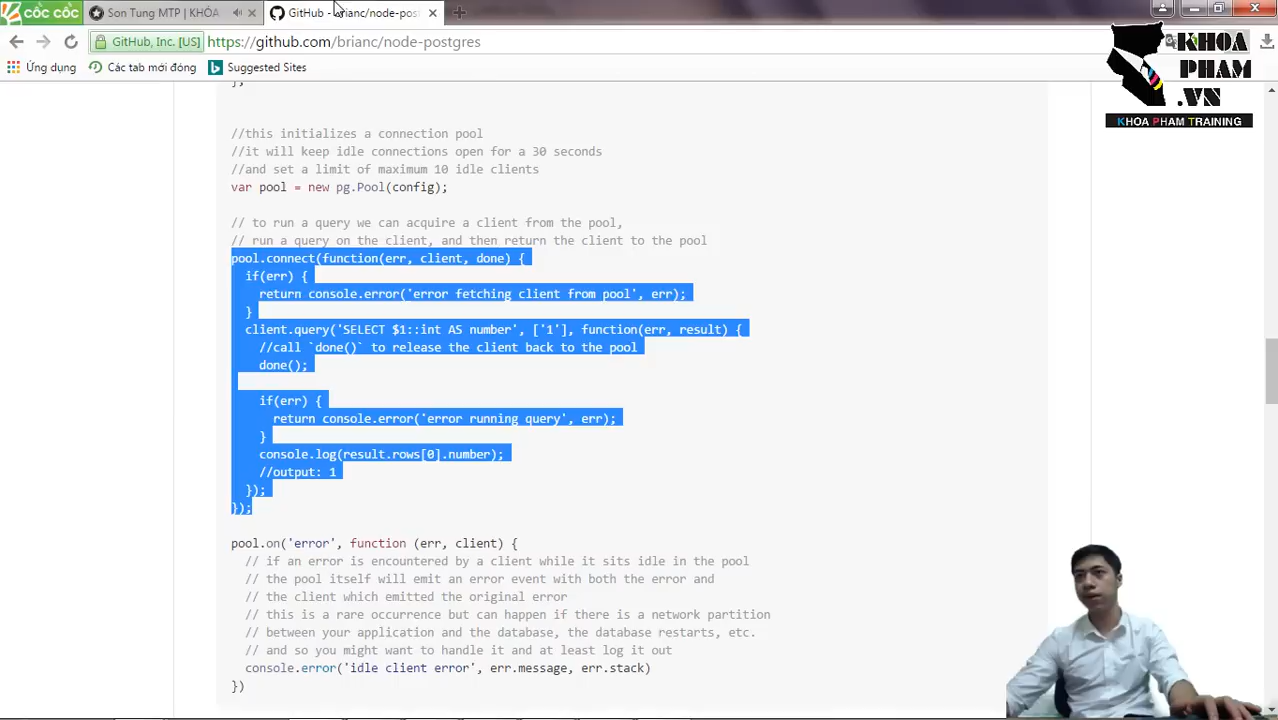 cốc cốc
Son Tung MTP | KHÓA
GitHub - brianc/node-post
GitHub, Inc. [US]
https://github.com/brianc/node-postgres
Ứng dụng
Các tab mới đóng
Suggested Sites
KHOA
PHAM
.VN
KHOA PHAM TRAINING
};
//this initializes a connection pool
//it will keep idle connections open for a 30 seconds
//and set a limit of maximum 10 idle clients
var pool = new pg.Pool(config);
// to run a query we can acquire a client from the pool,
// run a query on the client, and then return the client to the pool
pool.connect(function(err, client, done) {
if(err) {
return console.error('error fetching client from pool', err);
}
client.query('SELECT $1::int AS number', ['1'], function(err, result) {
//call `done()` to release the client back to the pool
done();
if(err) {
return console.error('error running query', err);
}
console.log(result.rows[0].number);
//output: 1
});
});
pool.on('error', function (err, client) {
// if an error is encountered by a client while it sits idle in the pool
// the pool itself will emit an error event with both the error and
// the client which emitted the original error
// this is a rare occurrence but can happen if there is a network partition
// between your application and the database, the database restarts, etc.
// and so you might want to handle it and at least log it out
console.error('idle client error', err.message, err.stack)
})